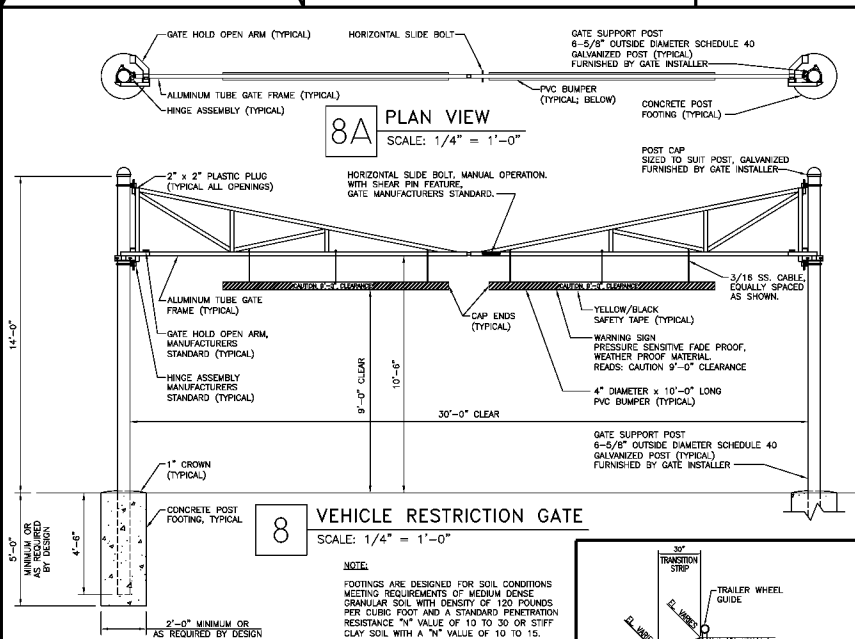 GATE HOLD OPEN ARM (TYPICAL)
HORIZONTAL SLIDE BOLT
GATE SUPPORT POST
6-5/8" OUTSIDE DIAMETER SCHEDULE 40
GALVANIZED POST (TYPICAL)
FURNISHED BY GATE INSTALLER
ALUMINUM TUBE GATE FRAME (TYPICAL)
HINGE ASSEMBLY (TYPICAL)
PVC BUMPER
(TYPICAL; BELOW)
CONCRETE POST
FOOTING (TYPICAL)
8A
PLAN VIEW
SCALE: 1/4" = 1'-0"
2" x 2" PLASTIC PLUG
(TYPICAL ALL OPENINGS)
HORIZONTAL SLIDE BOLT, MANUAL OPERATION.
WITH SHEAR PIN FEATURE,
GATE MANUFACTURERS STANDARD.
POST CAP
SIZED TO SUIT POST, GALVANIZED
FURNISHED BY GATE INSTALLER
CAUTION 9'-0" CLEARANCE
CAUTION 9'-0" CLEARANCE
3/16 SS. CABLE,
EQUALLY SPACED
AS SHOWN.
ALUMINUM TUBE GATE
FRAME (TYPICAL)
CAP ENDS
(TYPICAL)
YELLOW/BLACK
SAFETY TAPE (TYPICAL)
GATE HOLD OPEN ARM,
MANUFACTURERS
STANDARD (TYPICAL)
WARNING SIGN
PRESSURE SENSITIVE FADE PROOF,
WEATHER PROOF MATERIAL.
READS: CAUTION 9'-0" CLEARANCE
HINGE ASSEMBLY
MANUFACTURERS
STANDARD (TYPICAL)
4" DIAMETER x 10'-0" LONG
PVC BUMPER (TYPICAL)
14'-0"
9'-0" CLEAR
10'-6"
30'-0" CLEAR
GATE SUPPORT POST
6-5/8" OUTSIDE DIAMETER SCHEDULE 40
GALVANIZED POST (TYPICAL)
FURNISHED BY GATE INSTALLER
1" CROWN
(TYPICAL)
CONCRETE POST
FOOTING, TYPICAL
5'-0"
MINIMUM OR
AS REQUIRED
BY DESIGN
4'-6"
2'-0" MINIMUM OR
AS REQUIRED BY DESIGN
8
VEHICLE RESTRICTION GATE
SCALE: 1/4" = 1'-0"
NOTE:
FOOTINGS ARE DESIGNED FOR SOIL CONDITIONS
MEETING REQUIREMENTS OF MEDIUM DENSE
GRANULAR SOIL WITH DENSITY OF 120 POUNDS
PER CUBIC FOOT AND A STANDARD PENETRATION
RESISTANCE "N" VALUE OF 10 TO 30 OR STIFF
CLAY SOIL WITH A "N" VALUE OF 10 TO 15.
30"
TRANSITION
STRIP
TRAILER WHEEL
GUIDE
EL. VARIES
EL. VARIES